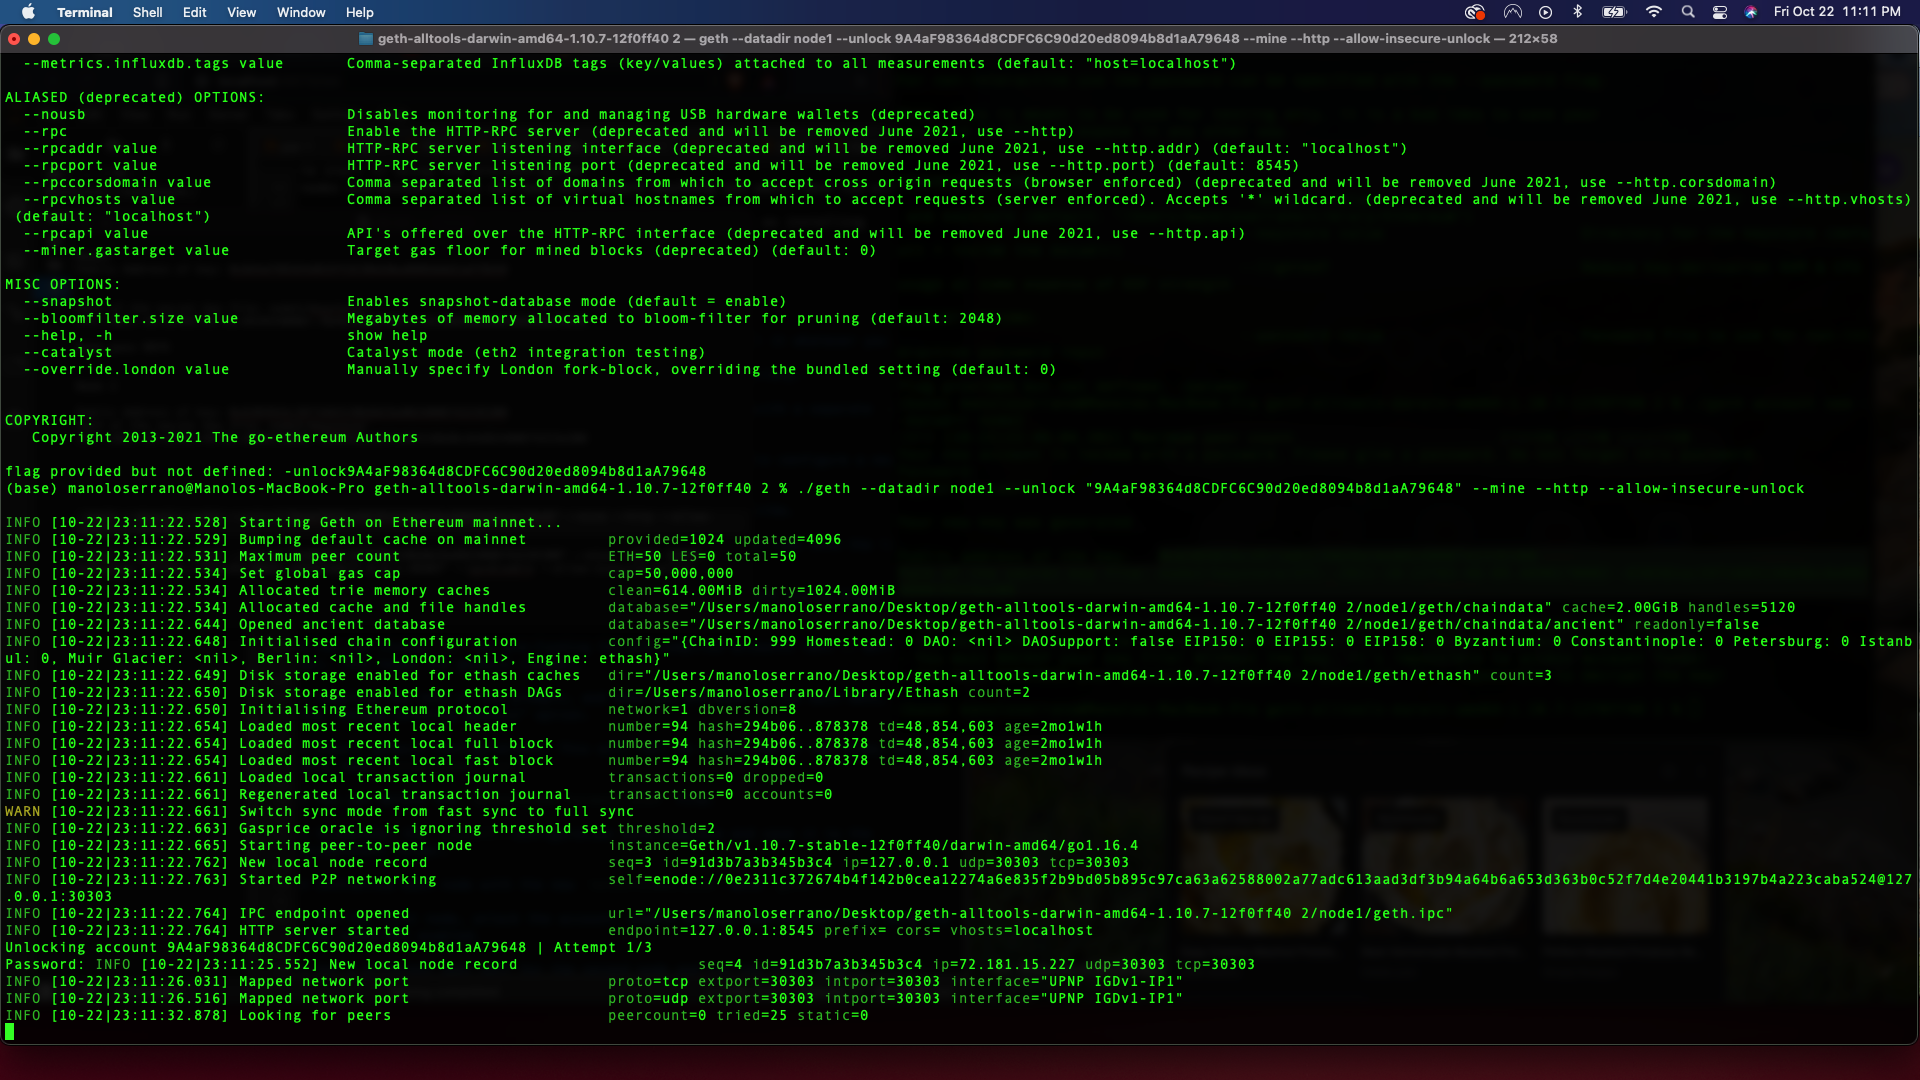 Terminal Shell Edit View Window Help Fri Oct 22 11:11 PM
geth-alltools-darwin-amd64-1.10.7-12f0ff40 2 — geth --datadir node1 --unlock 9A4aF98364d8CDFC6C90d20ed8094b8d1aA79648 --mine --http --allow-insecure-unlock — 212×58
--metrics.influxdb.tags value Comma-separated InfluxDB tags (key/values) attached to all measurements (default: "host=localhost")
ALIASED (deprecated) OPTIONS:
--nousb Disables monitoring for and managing USB hardware wallets (deprecated)
--rpc Enable the HTTP-RPC server (deprecated and will be removed June 2021, use --http)
--rpcaddr value HTTP-RPC server listening interface (deprecated and will be removed June 2021, use --http.addr) (default: "localhost")
--rpcport value HTTP-RPC server listening port (deprecated and will be removed June 2021, use --http.port) (default: 8545)
--rpccorsdomain value Comma separated list of domains from which to accept cross origin requests (browser enforced) (deprecated and will be removed June 2021, use --http.corsdomain)
--rpcvhosts value Comma separated list of virtual hostnames from which to accept requests (server enforced). Accepts '*' wildcard. (deprecated and will be removed June 2021, use --http.vhosts)
(default: "localhost")
--rpcapi value API's offered over the HTTP-RPC interface (deprecated and will be removed June 2021, use --http.api)
--miner.gastarget value Target gas floor for mined blocks (deprecated) (default: 0)
MISC OPTIONS:
--snapshot Enables snapshot-database mode (default = enable)
--bloomfilter.size value Megabytes of memory allocated to bloom-filter for pruning (default: 2048)
--help, -h show help
--catalyst Catalyst mode (eth2 integration testing)
--override.london value Manually specify London fork-block, overriding the bundled setting (default: 0)
COPYRIGHT:
Copyright 2013-2021 The go-ethereum Authors
flag provided but not defined: -unlock9A4aF98364d8CDFC6C90d20ed8094b8d1aA79648
(base) manoloserrano@Manolos-MacBook-Pro geth-alltools-darwin-amd64-1.10.7-12f0ff40 2 % ./geth --datadir node1 --unlock "9A4aF98364d8CDFC6C90d20ed8094b8d1aA79648" --mine --http --allow-insecure-unlock
INFO [10-22|23:11:22.528] Starting Geth on Ethereum mainnet...
INFO [10-22|23:11:22.529] Bumping default cache on mainnet provided=1024 updated=4096
INFO [10-22|23:11:22.531] Maximum peer count ETH=50 LES=0 total=50
INFO [10-22|23:11:22.534] Set global gas cap cap=50,000,000
INFO [10-22|23:11:22.534] Allocated trie memory caches clean=614.00MiB dirty=1024.00MiB
INFO [10-22|23:11:22.534] Allocated cache and file handles database="/Users/manoloserrano/Desktop/geth-alltools-darwin-amd64-1.10.7-12f0ff40 2/node1/geth/chaindata" cache=2.00GiB handles=5120
INFO [10-22|23:11:22.644] Opened ancient database database="/Users/manoloserrano/Desktop/geth-alltools-darwin-amd64-1.10.7-12f0ff40 2/node1/geth/chaindata/ancient" readonly=false
INFO [10-22|23:11:22.648] Initialised chain configuration config="{ChainID: 999 Homestead: 0 DAO: <nil> DAOSupport: false EIP150: 0 EIP155: 0 EIP158: 0 Byzantium: 0 Constantinople: 0 Petersburg: 0 Istanb
ul: 0, Muir Glacier: <nil>, Berlin: <nil>, London: <nil>, Engine: ethash}"
INFO [10-22|23:11:22.649] Disk storage enabled for ethash caches dir="/Users/manoloserrano/Desktop/geth-alltools-darwin-amd64-1.10.7-12f0ff40 2/node1/geth/ethash" count=3
INFO [10-22|23:11:22.650] Disk storage enabled for ethash DAGs dir=/Users/manoloserrano/Library/Ethash count=2
INFO [10-22|23:11:22.650] Initialising Ethereum protocol network=1 dbversion=8
INFO [10-22|23:11:22.654] Loaded most recent local header number=94 hash=294b06..878378 td=48,854,603 age=2mo1w1h
INFO [10-22|23:11:22.654] Loaded most recent local full block number=94 hash=294b06..878378 td=48,854,603 age=2mo1w1h
INFO [10-22|23:11:22.654] Loaded most recent local fast block number=94 hash=294b06..878378 td=48,854,603 age=2mo1w1h
INFO [10-22|23:11:22.661] Loaded local transaction journal transactions=0 dropped=0
INFO [10-22|23:11:22.661] Regenerated local transaction journal transactions=0 accounts=0
WARN [10-22|23:11:22.661] Switch sync mode from fast sync to full sync
INFO [10-22|23:11:22.663] Gasprice oracle is ignoring threshold set threshold=2
INFO [10-22|23:11:22.665] Starting peer-to-peer node instance=Geth/v1.10.7-stable-12f0ff40/darwin-amd64/go1.16.4
INFO [10-22|23:11:22.762] New local node record seq=3 id=91d3b7a3b345b3c4 ip=127.0.0.1 udp=30303 tcp=30303
INFO [10-22|23:11:22.763] Started P2P networking self=enode://0e2311c372674b4f142b0cea12274a6e835f2b9bd05b895c97ca63a62588002a77adc613aad3df3b94a64b6a653d363b0c52f7d4e20441b3197b4a223caba524@127
.0.0.1:30303
INFO [10-22|23:11:22.764] IPC endpoint opened url="/Users/manoloserrano/Desktop/geth-alltools-darwin-amd64-1.10.7-12f0ff40 2/node1/geth.ipc"
INFO [10-22|23:11:22.764] HTTP server started endpoint=127.0.0.1:8545 prefix= cors= vhosts=localhost
Unlocking account 9A4aF98364d8CDFC6C90d20ed8094b8d1aA79648 | Attempt 1/3
Password: INFO [10-22|23:11:25.552] New local node record seq=4 id=91d3b7a3b345b3c4 ip=72.181.15.227 udp=30303 tcp=30303
INFO [10-22|23:11:26.031] Mapped network port proto=tcp extport=30303 intport=30303 interface="UPNP IGDv1-IP1"
INFO [10-22|23:11:26.516] Mapped network port proto=udp extport=30303 intport=30303 interface="UPNP IGDv1-IP1"
INFO [10-22|23:11:32.878] Looking for peers peercount=0 tried=25 static=0